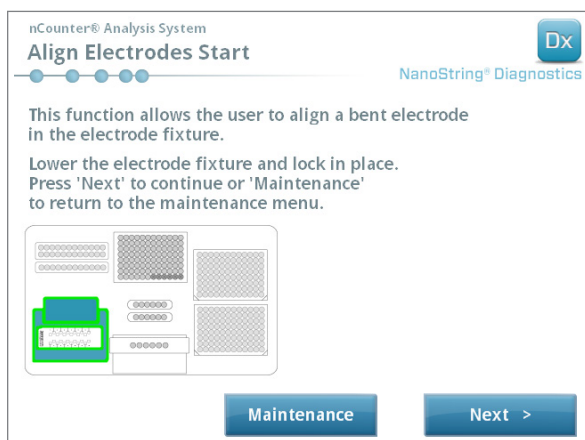 nCounter® Analysis System
Align Electrodes Start
Dx
NanoString® Diagnostics
This function allows the user to align a bent electrode
in the electrode fixture.
Lower the electrode fixture and lock in place.
Press 'Next' to continue or 'Maintenance'
to return to the maintenance menu.
Maintenance
Next >